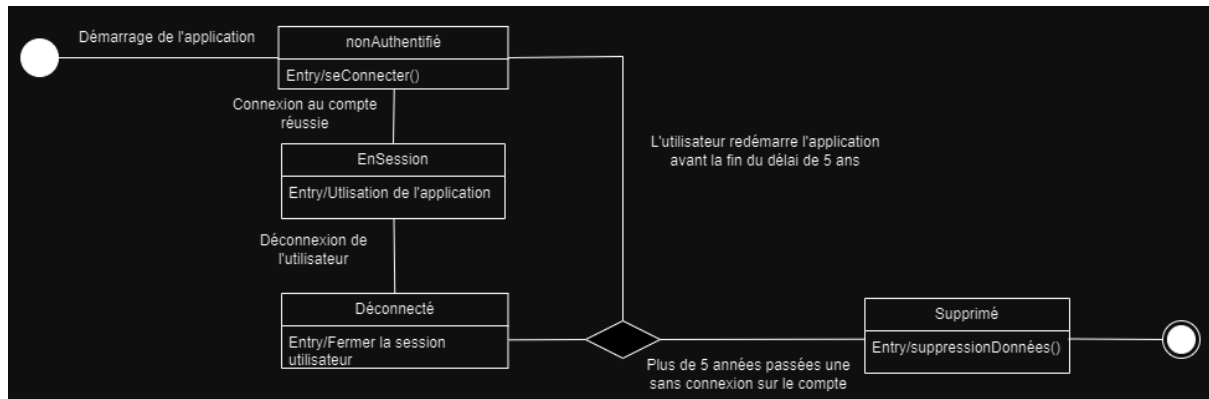 Démarrage de l'application
nonAuthentifié
Entry/seConnecter()
Connexion au compte
réussie
L'utilisateur redémarre l'application
avant la fin du délai de 5 ans
EnSession
Entry/Utlisation de l'application
Déconnexion de
l'utilisateur
Déconnecté
Entry/Fermer la session
utilisateur
Plus de 5 années passées une
sans connexion sur le compte
Supprimé
Entry/suppressionDonnées()